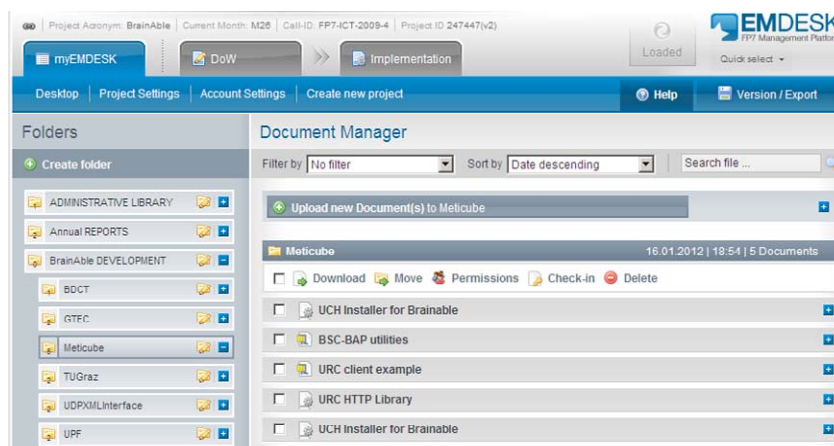 Project Acronym: BrainAble | Current Month: M26 | Call-ID: FP7-ICT-2009-4 | Project ID 247447(v2)
EMDESK
FP7 Management Platfor
myEMDESK
DoW
Implementation
Loaded
Quick select
Desktop | Project Settings | Account Settings | Create new project
Help
Version / Export
Folders
Document Manager
Create folder
Filter by No filter Sort by Date descending Search file ...
ADMINISTRATIVE LIBRARY
Annual REPORTS
BrainAble DEVELOPMENT
BDCT
GTEC
Meticube
TUGraz
UDPXMLInterface
UPF
Upload new Document(s) to Meticube
Meticube 16.01.2012 | 18:54 | 5 Documents
Download Move Permissions Check-in Delete
UCH Installer for Brainable
BSC-BAP utilities
URC client example
URC HTTP Library
UCH Installer for Brainable